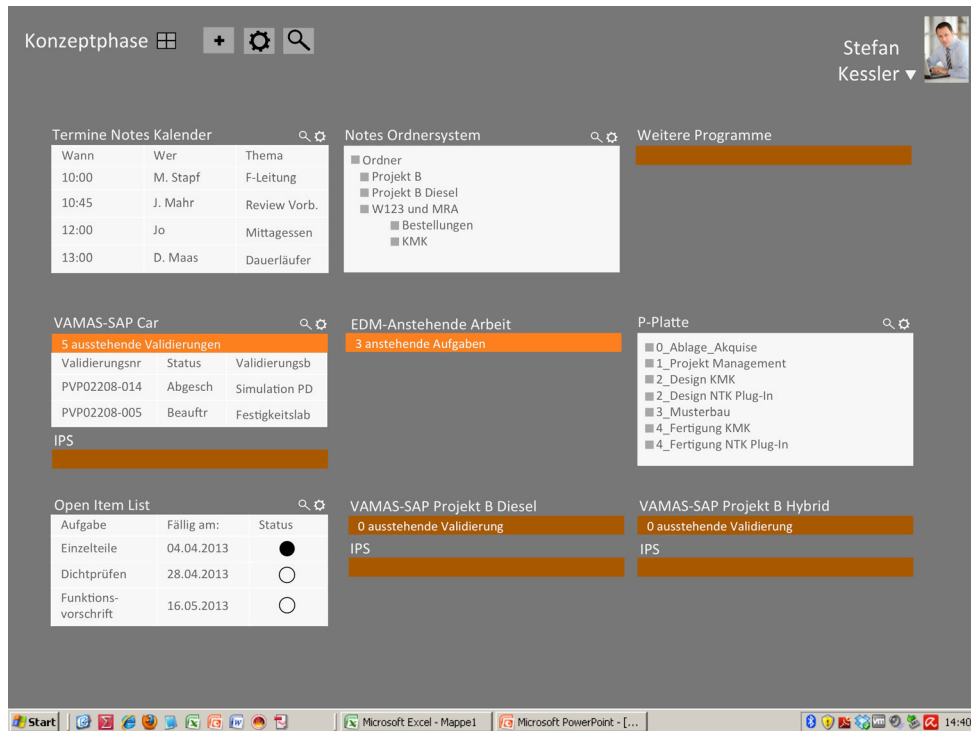 Konzeptphase
Stefan
Kessler
Termine Notes Kalender
Wann Wer Thema
10:00 M. Stapf F-Leitung
10:45 J. Mahr Review Vorb.
12:00 Jo Mittagessen
13:00 D. Maas Dauerläufer
Notes Ordnersystem
Ordner
Projekt B
Projekt B Diesel
W123 und MRA
Bestellungen
KMK
Weitere Programme
VAMAS-SAP Car
5 ausstehende Validierungen
Validierungsnr Status Validierungsb
PVP02208-014 Abgesch Simulation PD
PVP02208-005 Beauftr Festigkeitslab
IPS
EDM-Anstehende Arbeit
3 anstehende Aufgaben
P-Platte
0_Ablage_Akquise
1_Projekt Management
2_Design KMK
2_Design NTK Plug-In
3_Musterbau
4_Fertigung KMK
4_Fertigung NTK Plug-In
Open Item List
Aufgabe Fällig am: Status
Einzelteile 04.04.2013
Dichtprüfen 28.04.2013
Funktions-
vorschrift 16.05.2013
VAMAS-SAP Projekt B Diesel
0 ausstehende Validierung
IPS
VAMAS-SAP Projekt B Hybrid
0 ausstehende Validierung
IPS
Start Microsoft Excel - Mappe1 Microsoft PowerPoint - [... 14:40